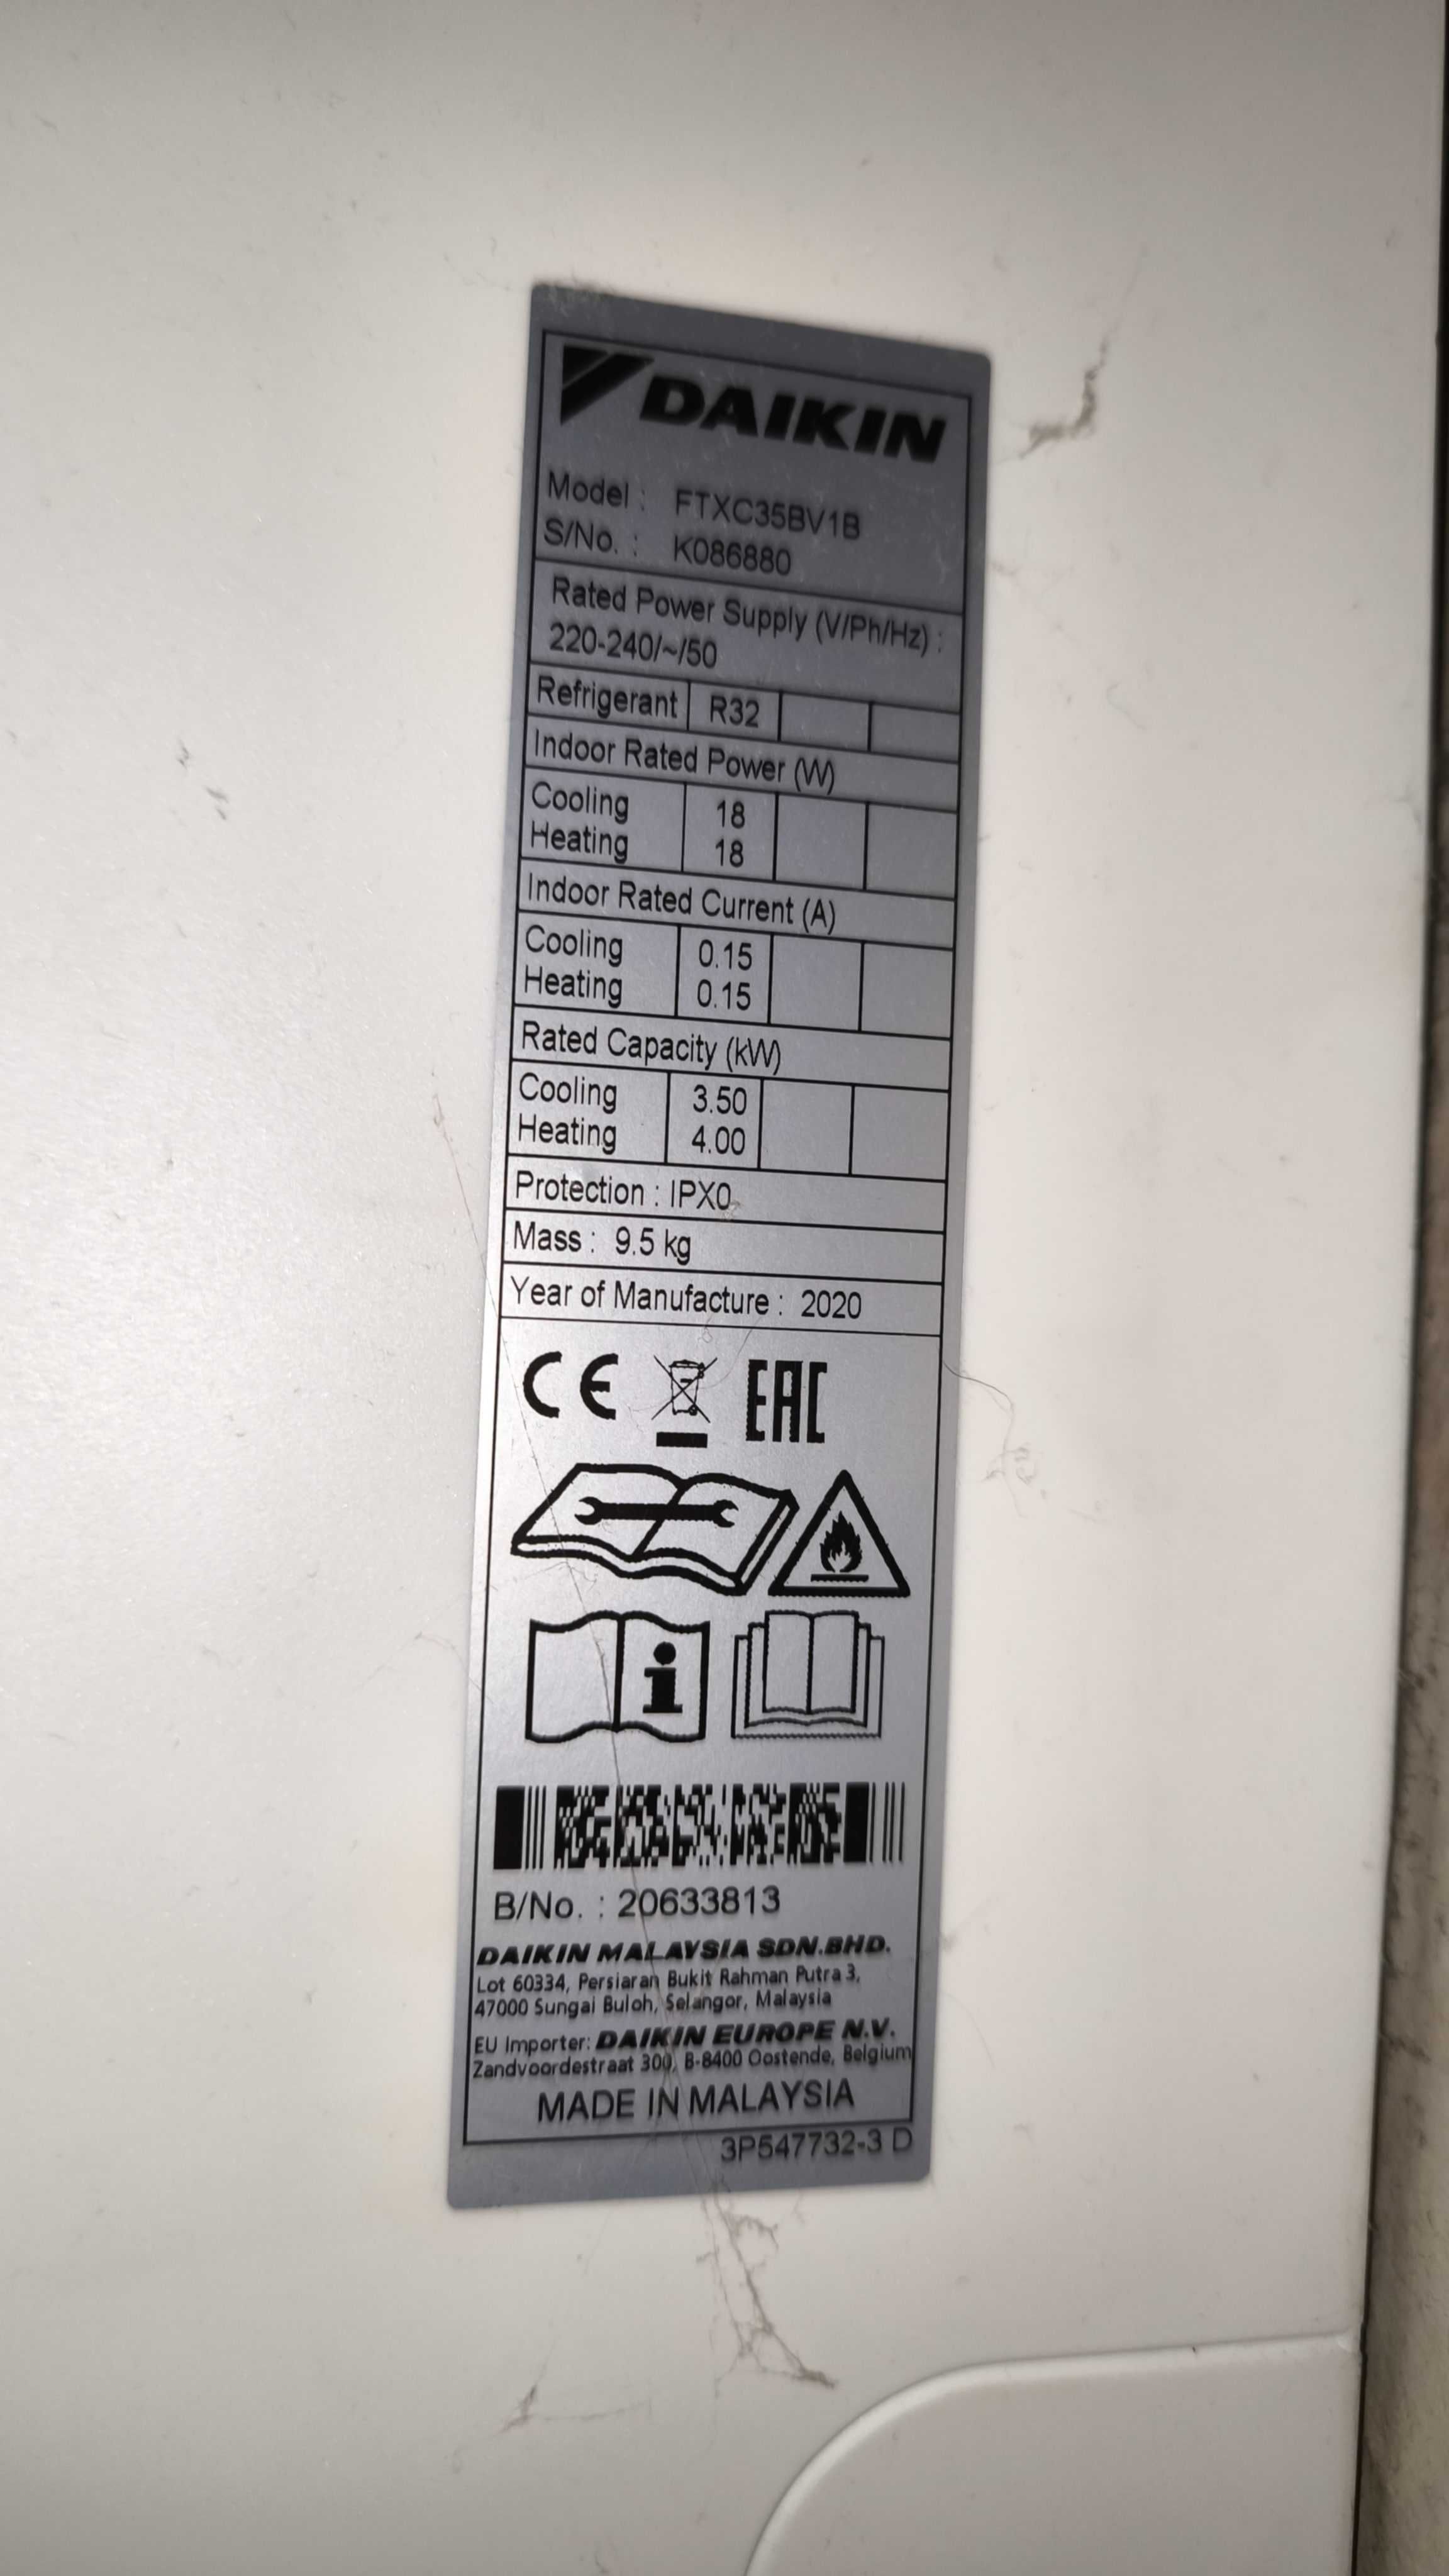 DAIKIN
Model : FTXC35BV1B
S/No. : K086880
Rated Power Supply (V/Ph/Hz) :
220-240/~/50
Refrigerant R32
Indoor Rated Power (W)
Cooling 18
Heating 18
Indoor Rated Current (A)
Cooling 0.15
Heating 0.15
Rated Capacity (kW)
Cooling 3.50
Heating 4.00
Protection : IPX0
Mass : 9.5 kg
Year of Manufacture : 2020
CE EAC
i
B/No. : 20633813
DAIKIN MALAYSIA SDN.BHD.
Lot 60334, Persiaran Bukit Rahman Putra 3,
47000 Sungai Buloh, Selangor, Malaysia
EU Importer: DAIKIN EUROPE N.V.
Zandvoordestraat 300, B-8400 Oostende, Belgium
MADE IN MALAYSIA
3P547732-3 D